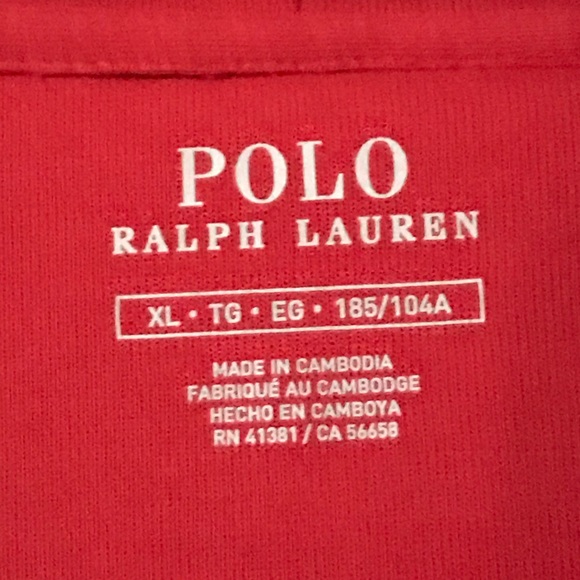 POLO
RALPH LAUREN
XL • TG • EG • 185/104A
MADE IN CAMBODIA
FABRIQUÉ AU CAMBODGE
HECHO EN CAMBOYA
RN 41381 / CA 56658